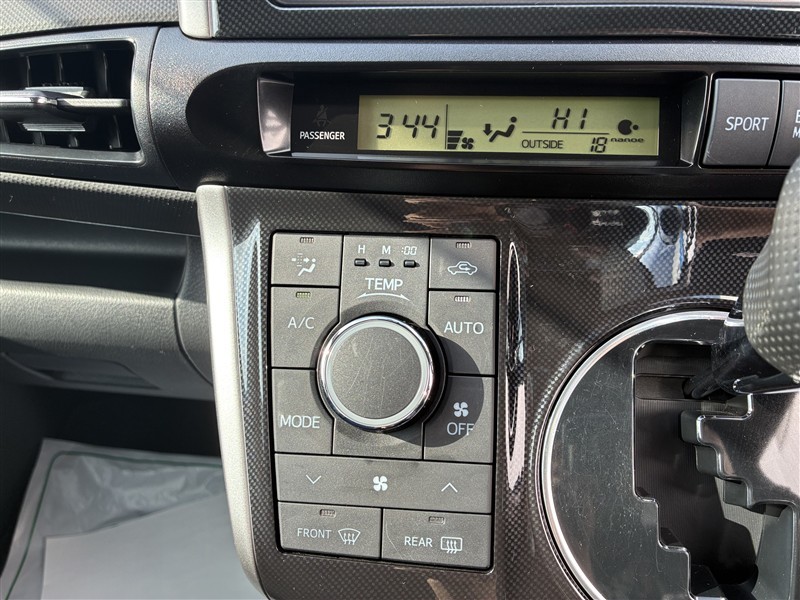 PASSENGER
3:44
HI
OUTSIDE 18
nanoe
SPORT
H M :00
TEMP
A/C
AUTO
MODE
OFF
FRONT
REAR